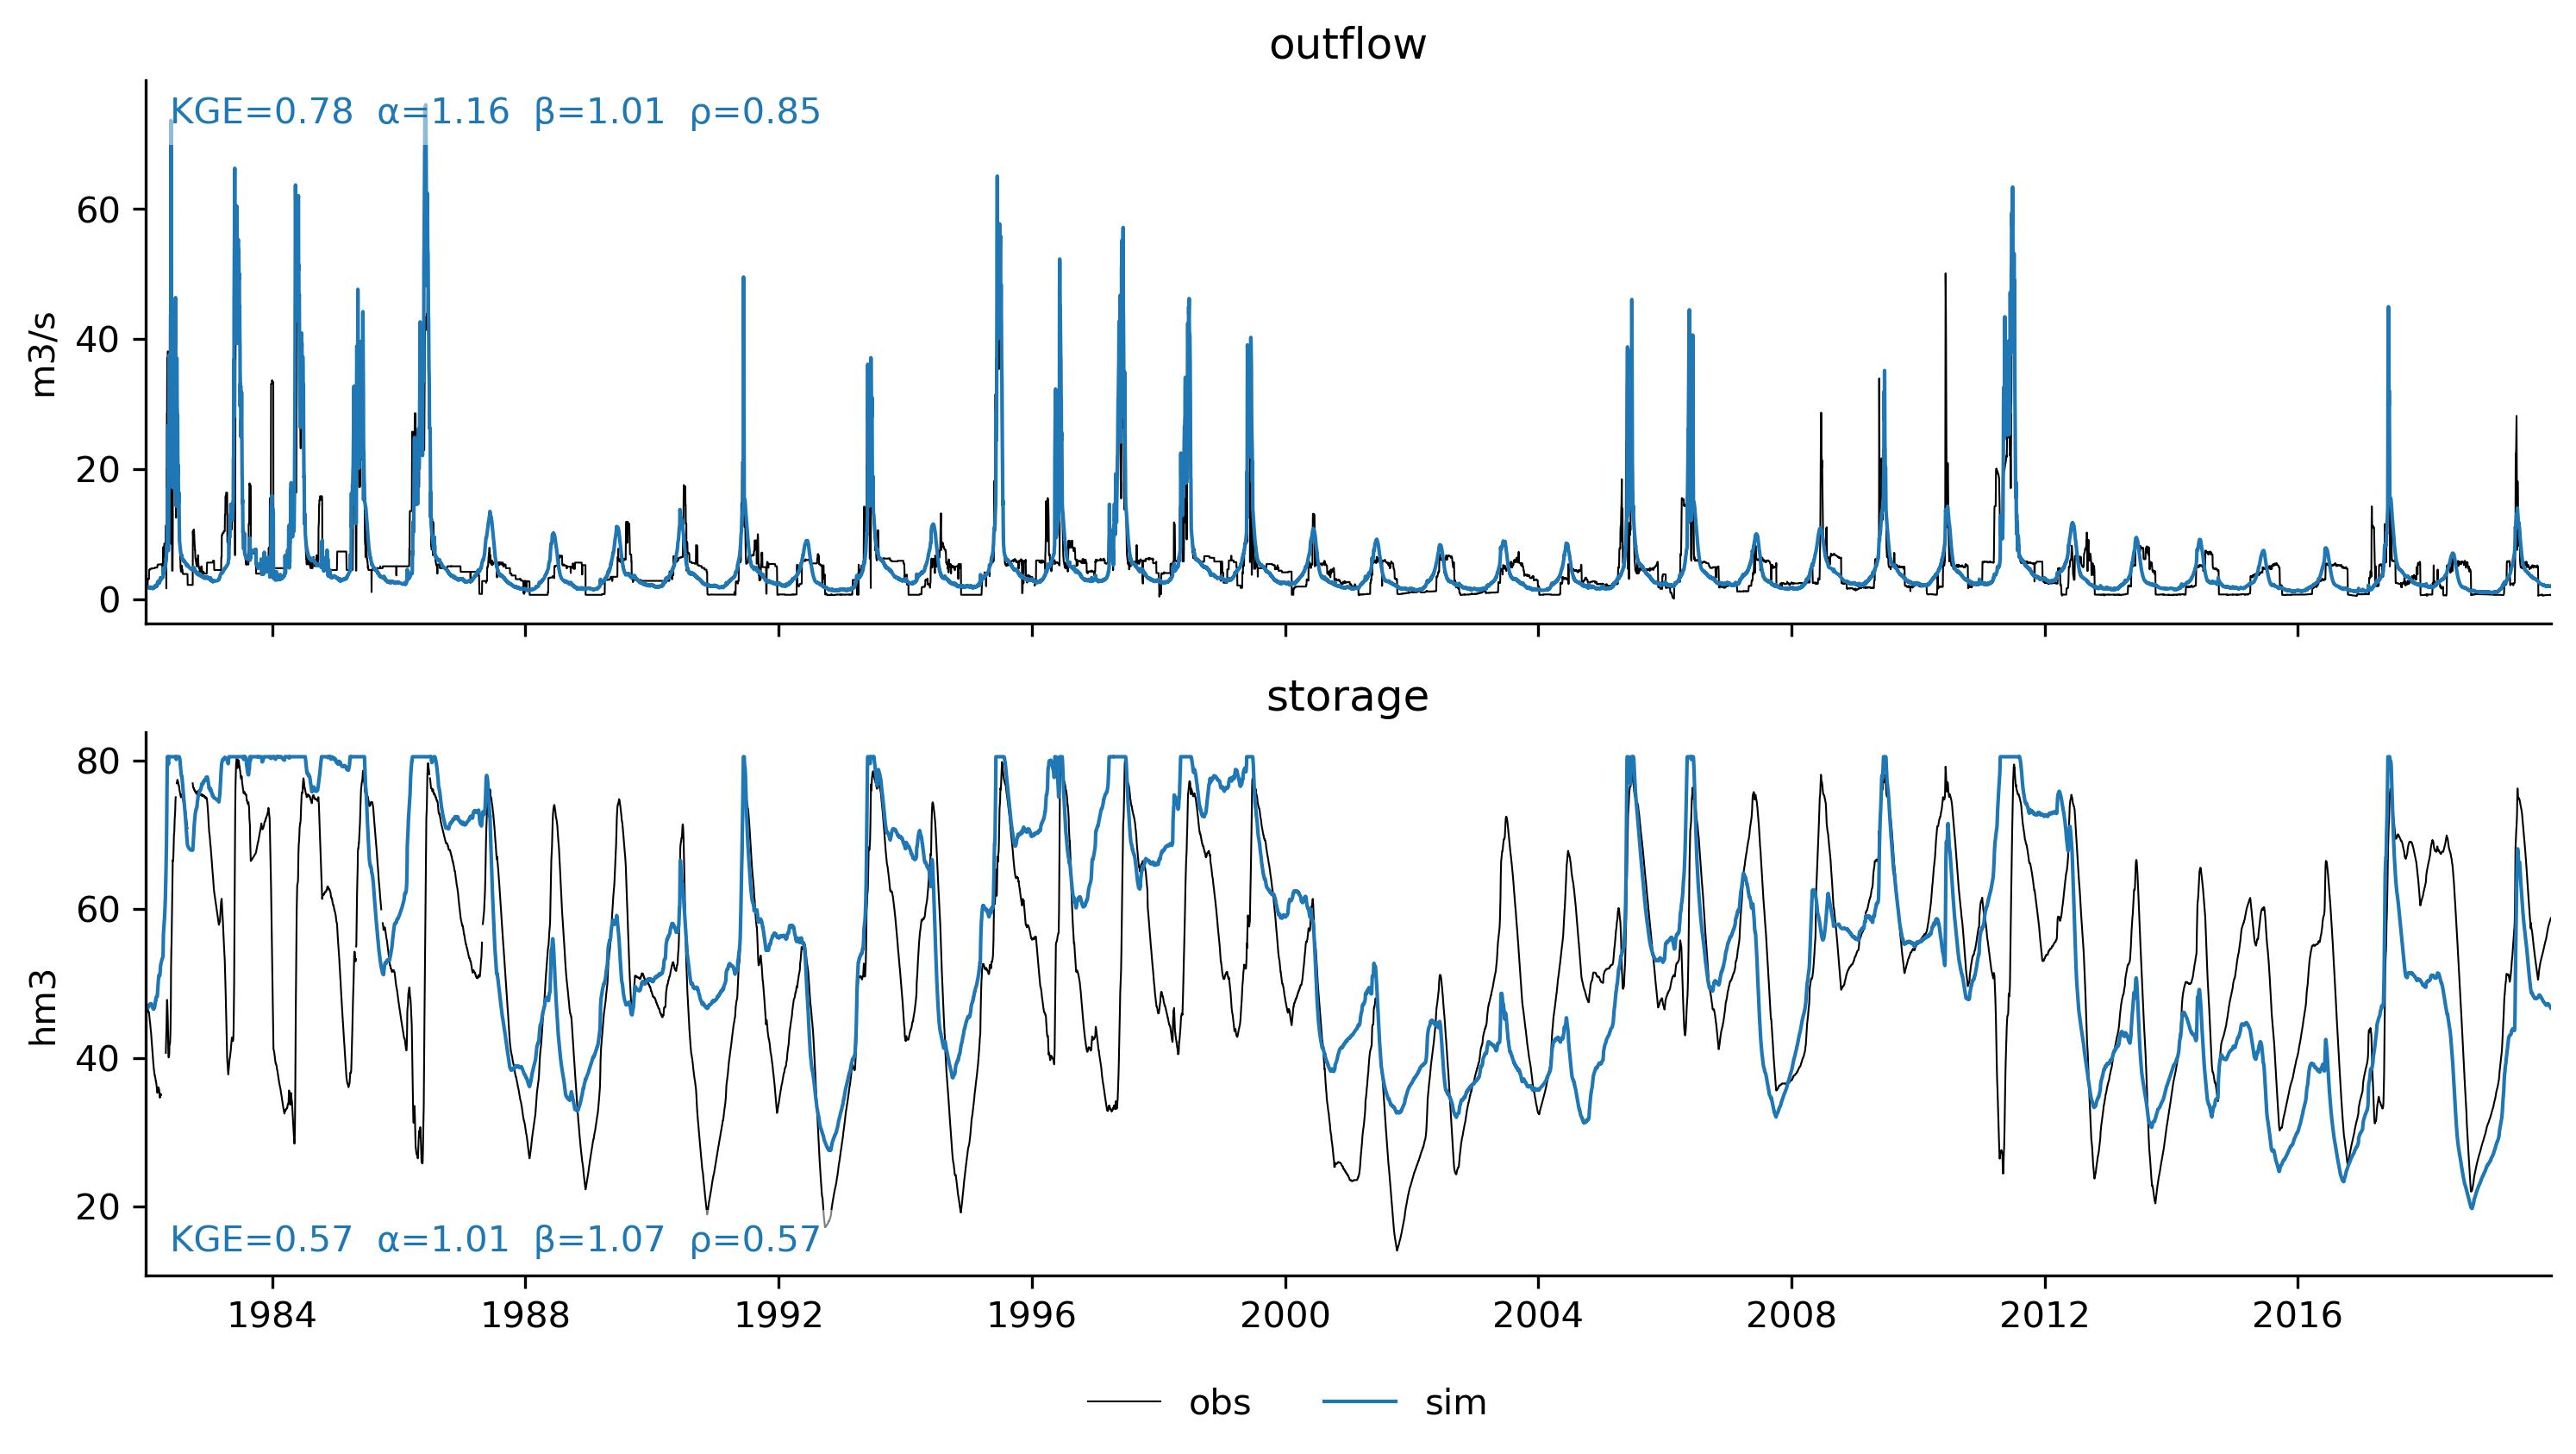 outflow
KGE=0.78 α=1.16 β=1.01 ρ=0.85
m3/s
60
40
20
0
storage
hm3
80
60
40
20
KGE=0.57 α=1.01 β=1.07 ρ=0.57
1984 1988 1992 1996 2000 2004 2008 2012 2016
obs sim